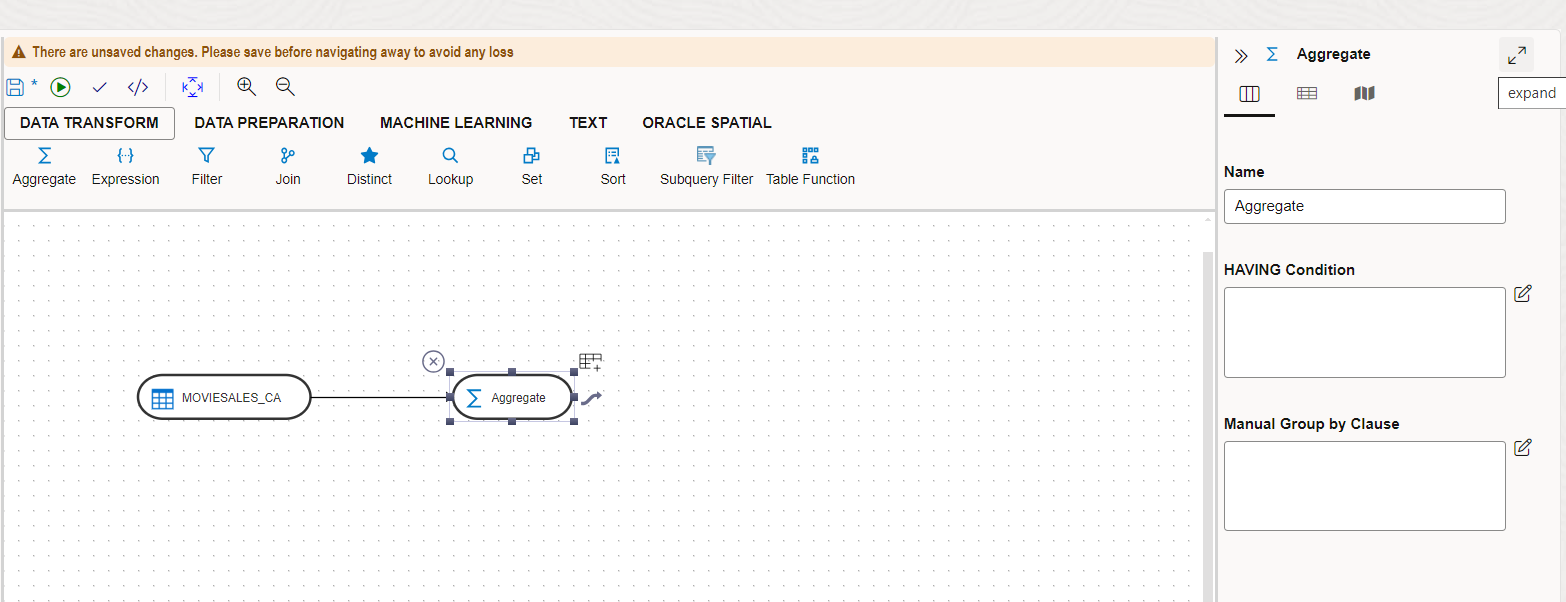 There are unsaved changes. Please save before navigating away to avoid any loss
*
</>
DATA TRANSFORM
DATA PREPARATION
MACHINE LEARNING
TEXT
ORACLE SPATIAL
Aggregate
Expression
Filter
Join
Distinct
Lookup
Set
Sort
Subquery Filter
Table Function
MOVIESALES_CA
Aggregate
Aggregate
expand
Name
Aggregate
HAVING Condition
Manual Group by Clause